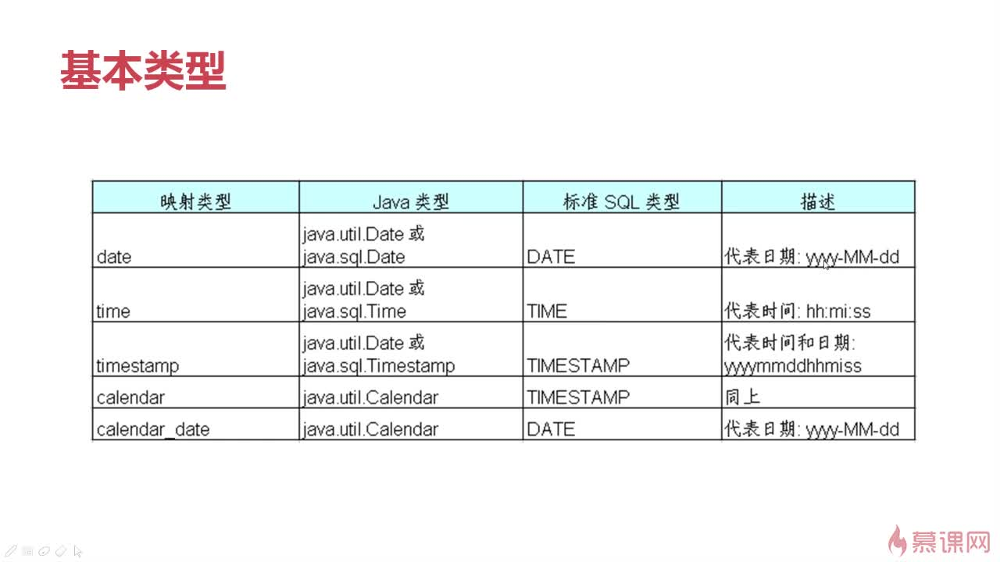 基本类型
映射类型 Java 类型 标准 SQL 类型 描述
java.util.Date 或
date java.sql.Date DATE 代表日期: yyyy-MM-dd
java.util.Date 或
time java.sql.Time TIME 代表时间: hh:mi:ss
java.util.Date 或 代表时间和日期:
timestamp java.sql.Timestamp TIMESTAMP yyyymmddhhmiss
calendar java.util.Calendar TIMESTAMP 同上
calendar_date java.util.Calendar DATE 代表日期: yyyy-MM-dd
慕课网